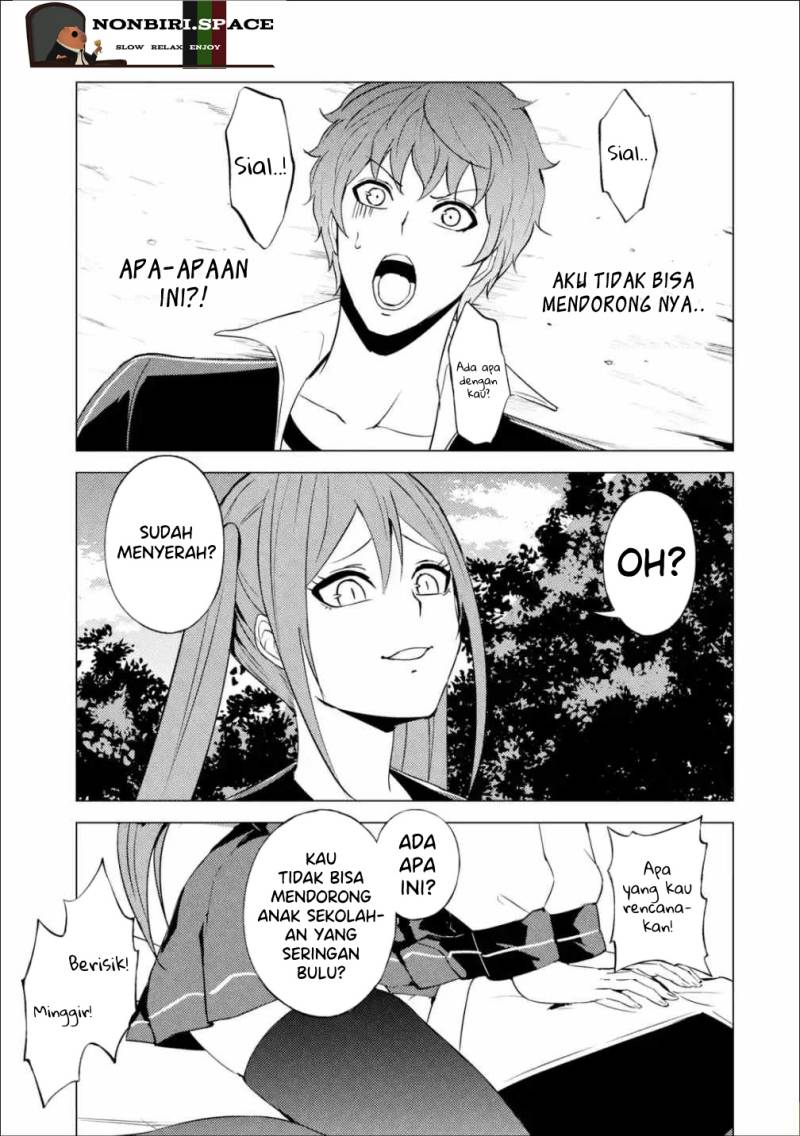 NONBIRI.SPACE
SLOW RELAX ENJOY
Sial..
AKU TIDAK BISA
MENDORONG NYA..
Sial..!
APA-APAAN
INI?!
Ada apa
dengan
kau?
OH?
SUDAH
MENYERAH?
Apa
yang kau
rencana-
kan!
ADA
APA
INI?
KAU
TIDAK BISA
MENDORONG
ANAK SEKOLAH-
AN YANG
SERINGAN
BULU?
Berisik!
Minggir!